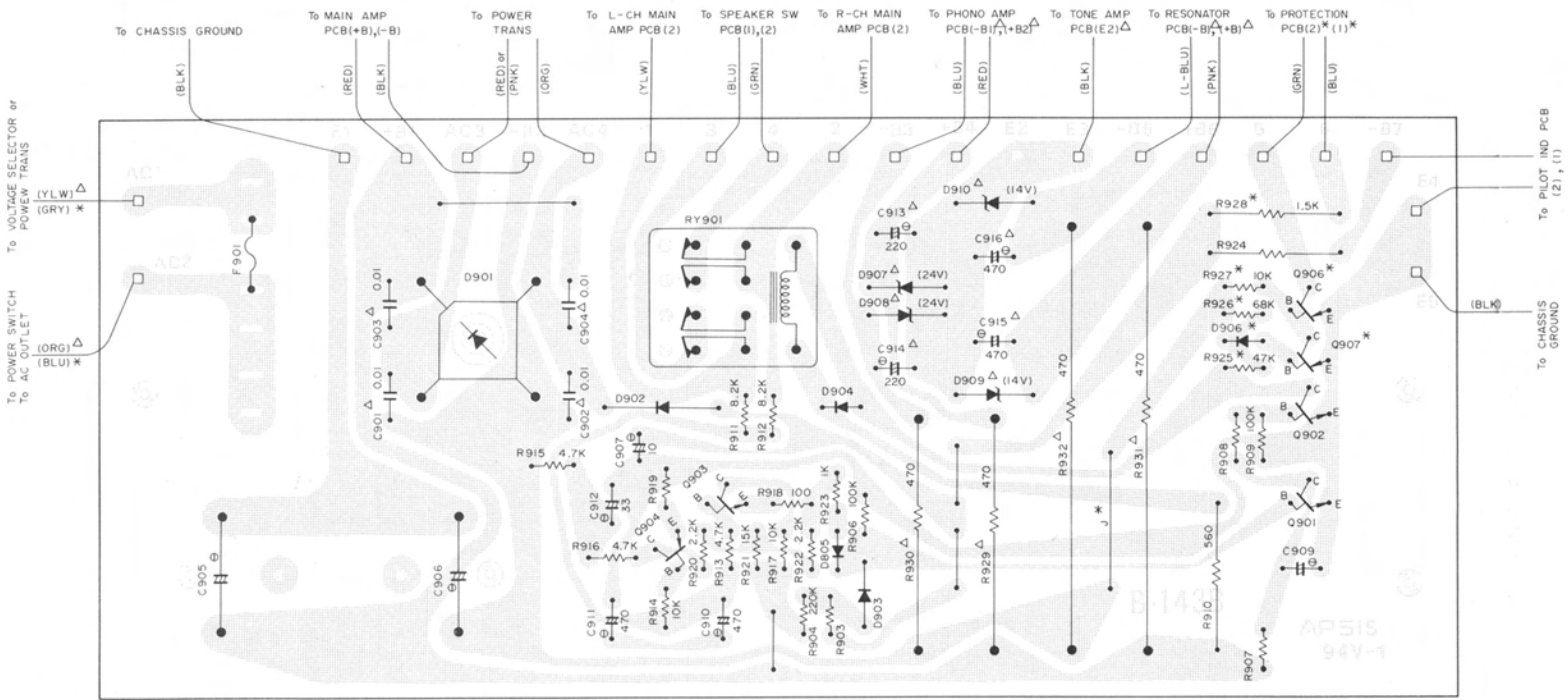 To CHASSIS GROUND
To MAIN AMP
PCB(+B),(-B)
To POWER
TRANS
To L-CH MAIN
AMP PCB(2)
To SPEAKER SW
PCB(1),(2)
To R-CH MAIN
AMP PCB(2)
To PHONO AMP
PCB(-B1)△,(+B2)△
To TONE AMP
PCB(E2)△
To RESONATOR
PCB(-B)△,(+B)△
To PROTECTION
PCB(2)*(1)*
(BLK)
(RED)
(BLK)
(RED) or
(PNK)
(ORG)
(YLW)
(BLU)
(GRN)
(WHT)
(BLU)
(RED)
(BLK)
(L-BLU)
(PNK)
(GRN)
(BLU)
To VOLTAGE SELECTOR or
POWEW TRANS
(YLW)△
(GRY)*
To POWER SWITCH
To AC OUTLET
(ORG)△
(BLU)*
To PILOT IND PCB
(2),(1)
(BLK)
To CHASSIS
GROUND
E1
AC3
AC4
E2
E3
-B5
-B7
E4
AC2
F901
D901
C903△ 0.01
C904△ 0.01
C901△ 0.01
C902△ 0.01
RY901
C913△
220
D910△ (14V)
C916△
470
D907△ (24V)
D908△ (24V)
C915△
470
C914△
220
D909△ (14V)
R928* 1.5K
R924
R927* 10K
R926* 68K
D906*
R925* 47K
Q906*
B C E
Q907*
B C E
Q902
B C E
Q901
B C E
D902
D904
R911 8.2K
R912 8.2K
C907 10
R915 4.7K
C912 33
R919
Q903
B C E
R918 100
R923 1K
R906 100K
Q904
E C B
R916 4.7K
R920 2.2K
R913 4.7K
R921 15K
R917 10K
R922 2.2K
D805
D903
R930△ 470
R929△ 470
R932△ 470
R931△ 470
J*
R908
R909 100K
R910 560
C909
R907
C905
C906
C911 470
R914 10K
C910 470
R904 220K
R903
AP51S
94V-1